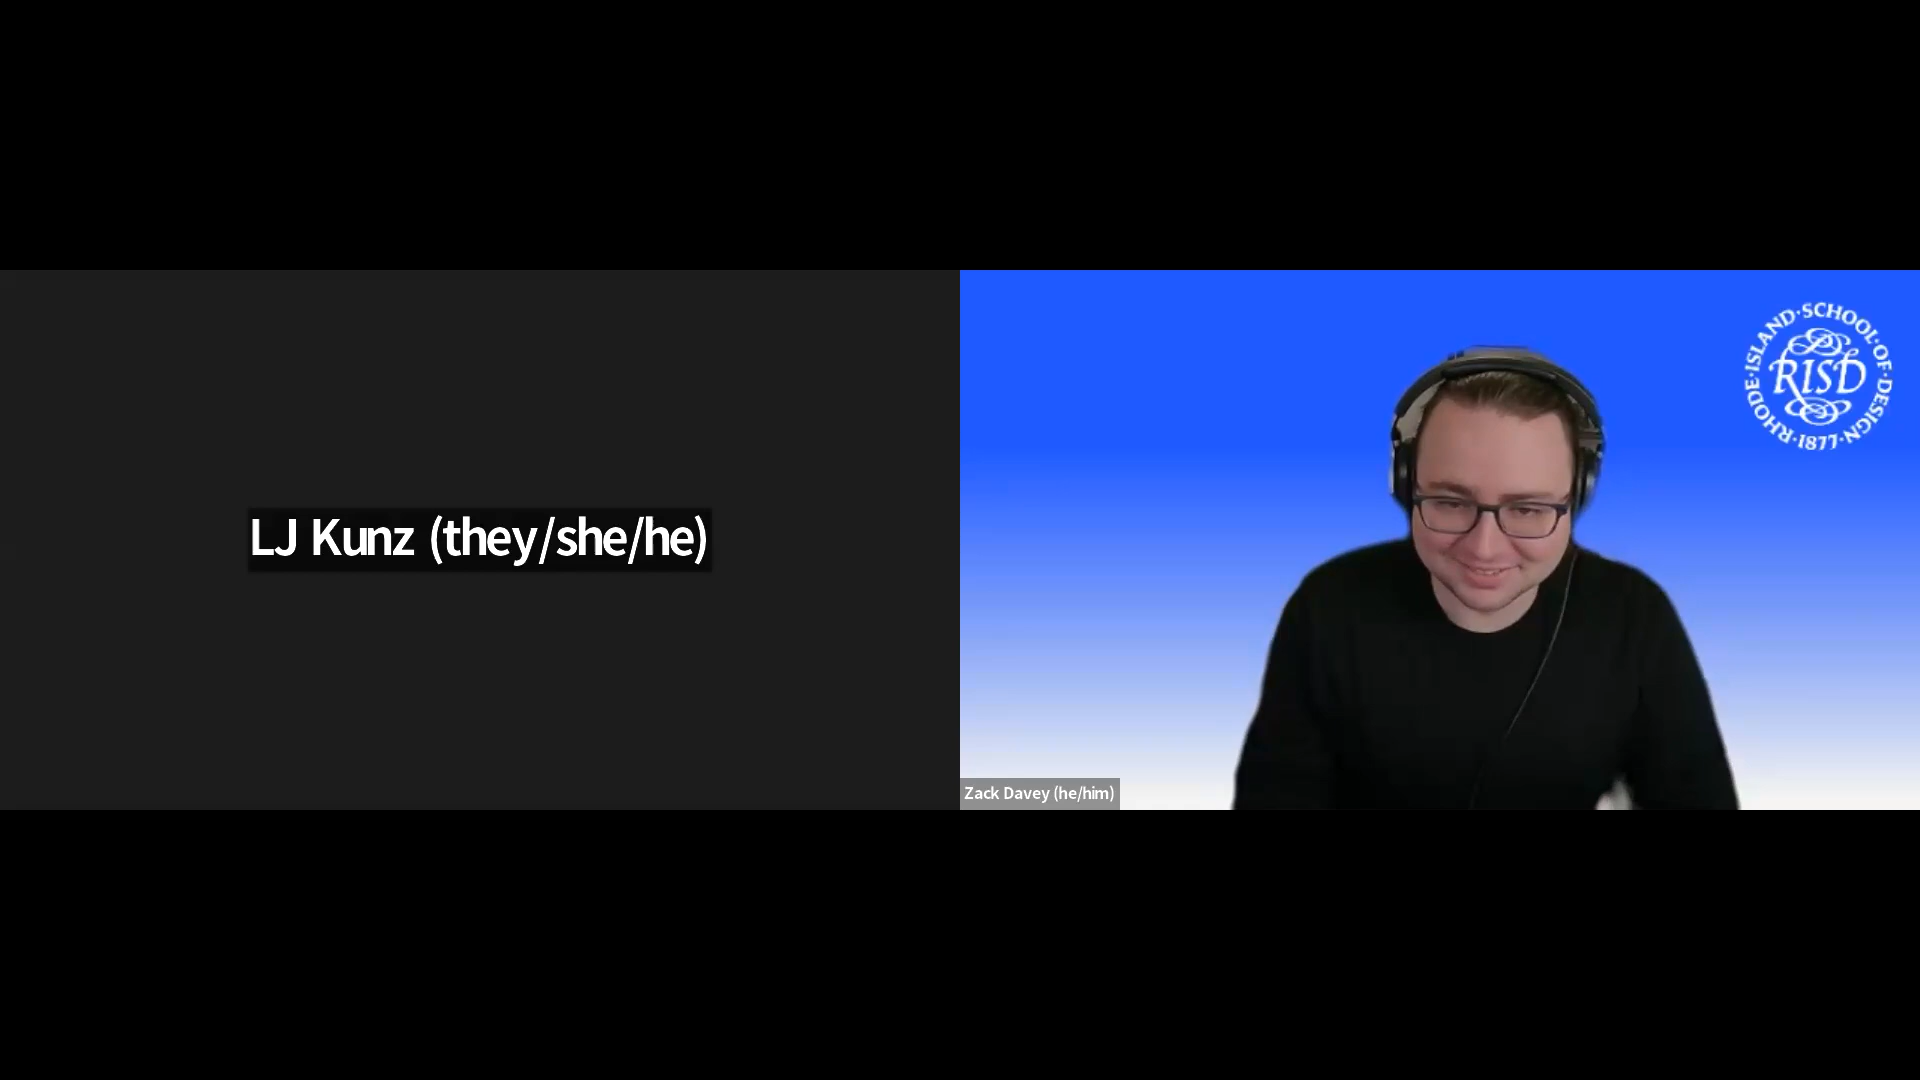 LJ Kunz (they/she/he)
RHODE·ISLAND·SCHOOL·OF·DESIGN·1877·
RISD
Zack Davey (he/him)